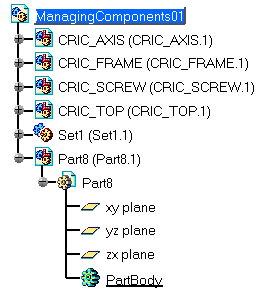 ManagingComponents01
CRIC_AXIS (CRIC_AXIS.1)
CRIC_FRAME (CRIC_FRAME.1)
CRIC_SCREW (CRIC_SCREW.1)
CRIC_TOP (CRIC_TOP.1)
Set1 (Set1.1)
Part8 (Part8.1)
Part8
xy plane
yz plane
zx plane
PartBody